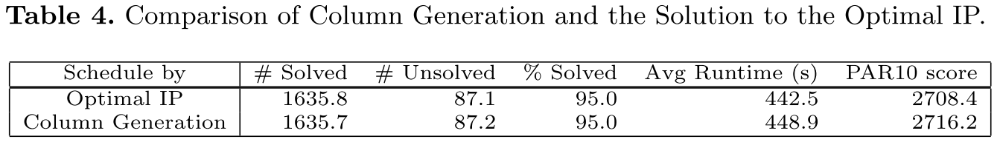 Table 4. Comparison of Column Generation and the Solution to the Optimal IP.
Schedule by # Solved # Unsolved % Solved Avg Runtime (s) PAR10 score
Optimal IP 1635.8 87.1 95.0 442.5 2708.4
Column Generation 1635.7 87.2 95.0 448.9 2716.2